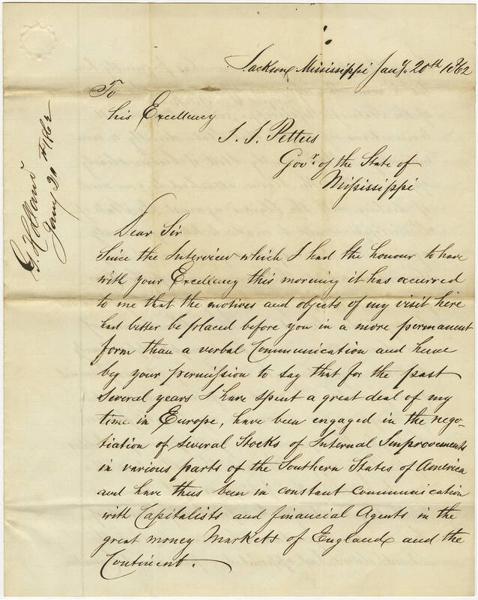 Jackson Mississippi Jany. 20th 1862
To
his Excellency
J. J. Pettus
Govr. of the State of
Mississippi
Dear Sir
Since the Interview which I had the honour to have
with your Excellency this morning it has occurred
to me that the motives and objects of my visit here
had better be placed before you in a more permanent
form than a verbal Communication and
beg your permission to say that for the past
several years I have spent a great deal of my
time in Europe, have been engaged in the nego-
tiation of several Stocks of Internal Improvements
in various parts of the Southern States of America
and have thus been in constant communication
with Capitalists and financial Agents in the
great money Markets of England and the
Continent.
Jany 20th 1862